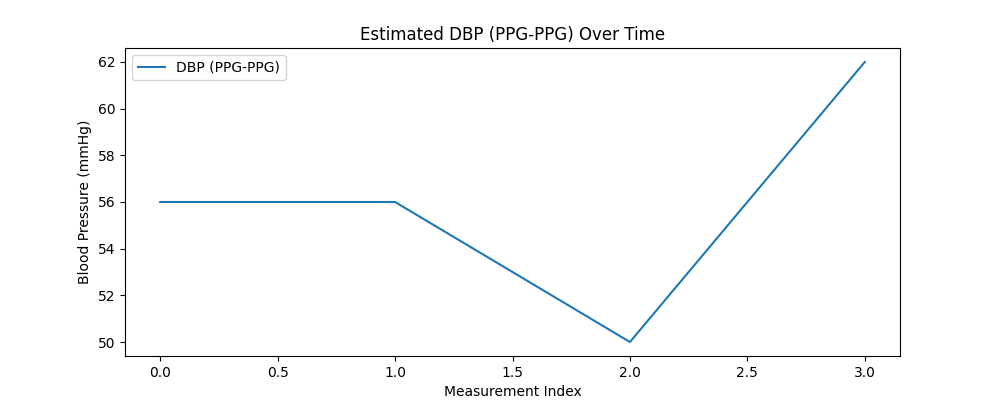 Estimated DBP (PPG-PPG) Over Time
DBP (PPG-PPG)
Blood Pressure (mmHg)
62
60
58
56
54
52
50
0.0 0.5 1.0 1.5 2.0 2.5 3.0
Measurement Index